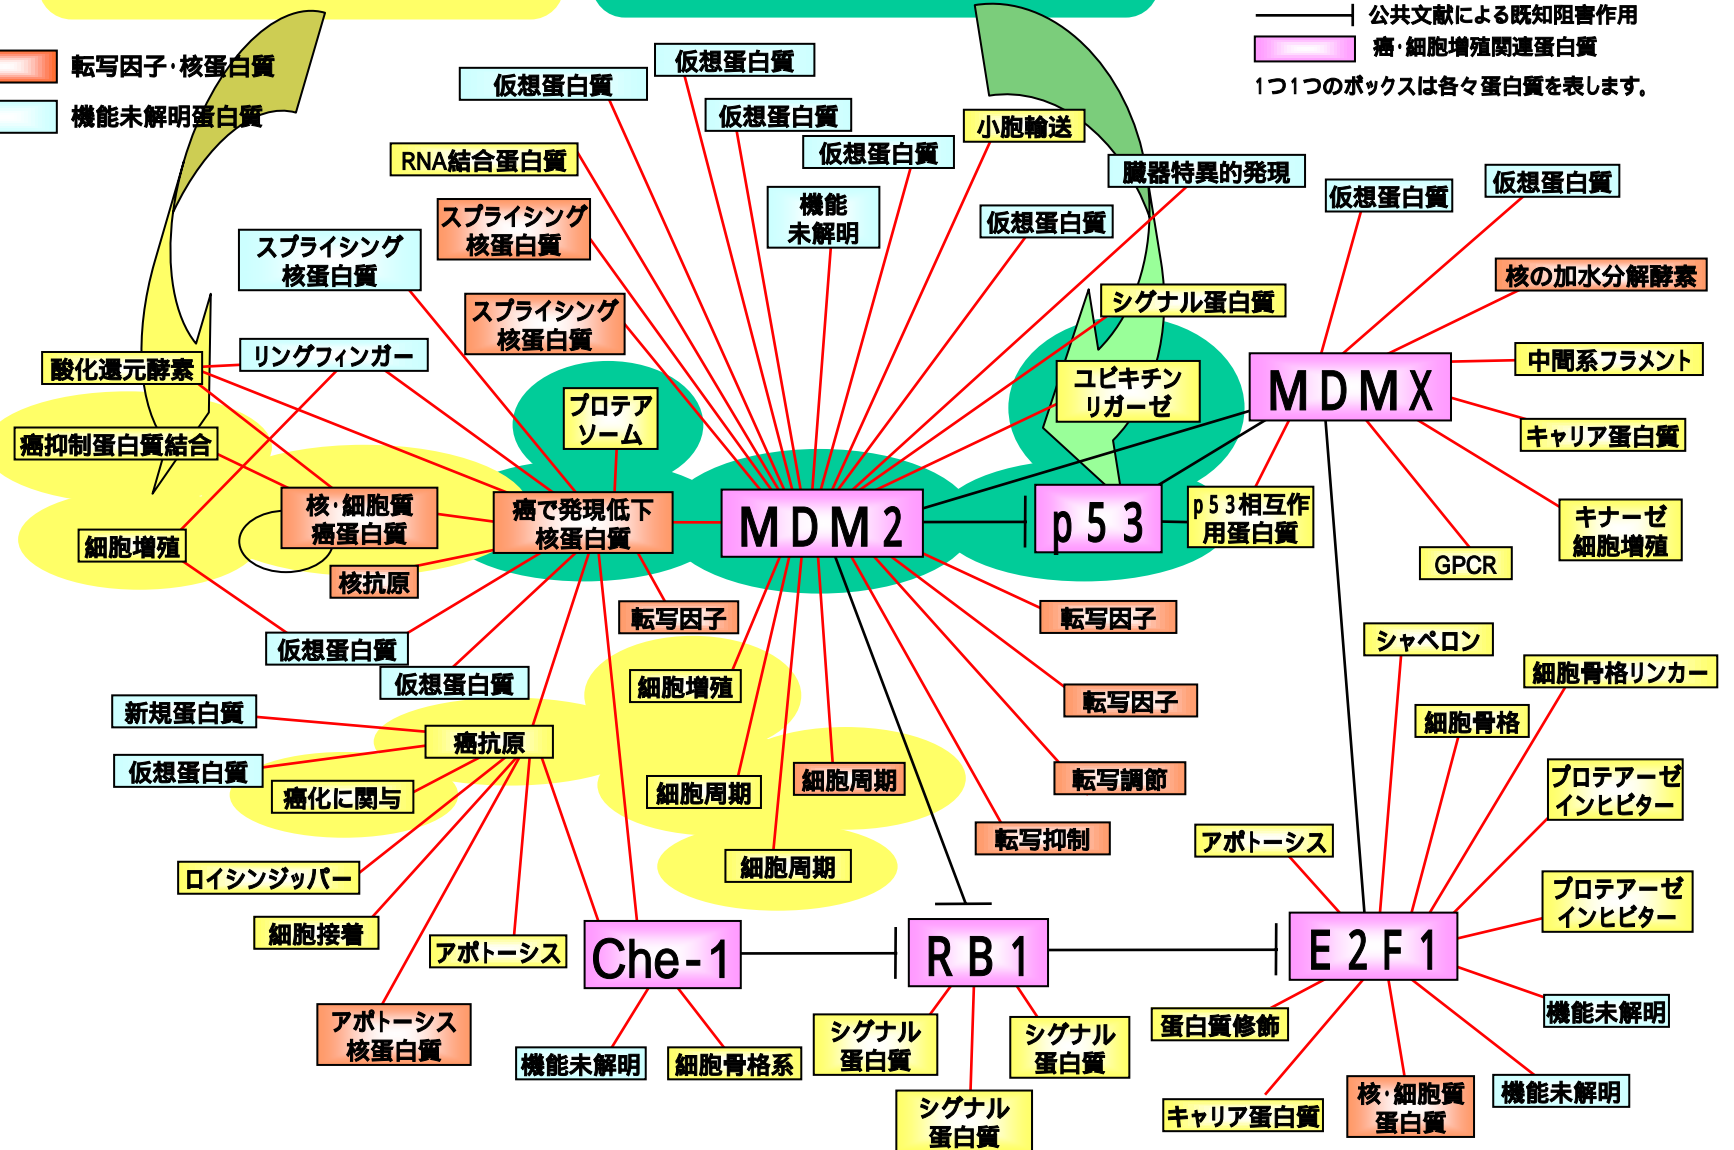 公共文献による既知阻害作用
癌・細胞増殖関連蛋白質
1つ1つのボックスは各々蛋白質を表します。
転写因子・核蛋白質
機能未解明蛋白質
仮想蛋白質
仮想蛋白質
仮想蛋白質
仮想蛋白質
小胞輸送
RNA結合蛋白質
臓器特異的発現
仮想蛋白質
仮想蛋白質
スプライシング
核蛋白質
機能
未解明
仮想蛋白質
スプライシング
核蛋白質
核の加水分解酵素
スプライシング
核蛋白質
シグナル蛋白質
酸化還元酵素
リングフィンガー
中間系フラメント
MDMX
ユビキチン
リガーゼ
プロテア
ソーム
癌抑制蛋白質結合
キャリア蛋白質
核・細胞質
癌蛋白質
癌で発現低下
核蛋白質
MDM2
p53
p53相互作
用蛋白質
キナーゼ
細胞増殖
細胞増殖
GPCR
核抗原
転写因子
転写因子
仮想蛋白質
シャペロン
仮想蛋白質
細胞増殖
細胞骨格リンカー
転写因子
新規蛋白質
細胞骨格
癌抗原
仮想蛋白質
細胞周期
細胞周期
転写調節
プロテアーゼ
インヒビター
癌化に関与
転写抑制
アポトーシス
細胞周期
ロイシンジッパー
プロテアーゼ
インヒビター
細胞接着
アポトーシス
Che-1
RB1
E2F1
アポトーシス
核蛋白質
機能未解明
蛋白質修飾
シグナル
蛋白質
シグナル
蛋白質
機能未解明
細胞骨格系
シグナル
蛋白質
キャリア蛋白質
核・細胞質
蛋白質
機能未解明